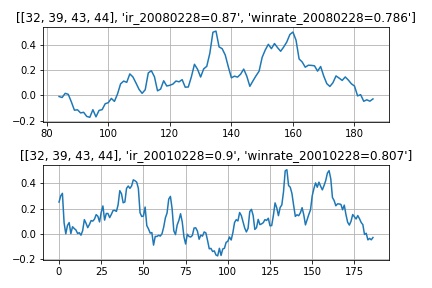 [[32, 39, 43, 44], 'ir_20080228=0.87', 'winrate_20080228=0.786']
0.4
0.2
0.0
−0.2
80 100 120 140 160 180
[[32, 39, 43, 44], 'ir_20010228=0.9', 'winrate_20010228=0.807']
0.4
0.2
0.0
−0.2
0 25 50 75 100 125 150 175